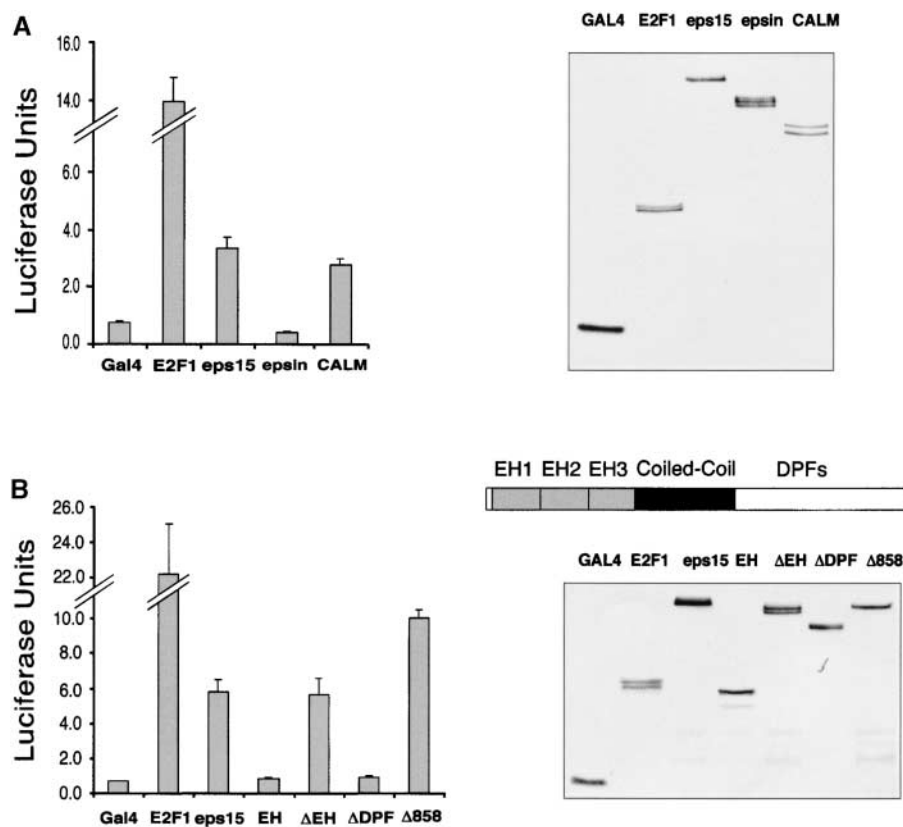 A
Luciferase Units
16.0
14.0
6.0
4.0
2.0
0.0
Gal4 E2F1 eps15 epsin CALM
GAL4 E2F1 eps15 epsin CALM
B
Luciferase Units
26.0
24.0
22.0
10.0
8.0
6.0
4.0
2.0
0.0
Gal4 E2F1 eps15 EH ΔEH ΔDPF Δ858
EH1 EH2 EH3 Coiled-Coil DPFs
GAL4 E2F1 eps15 EH ΔEH ΔDPF Δ858